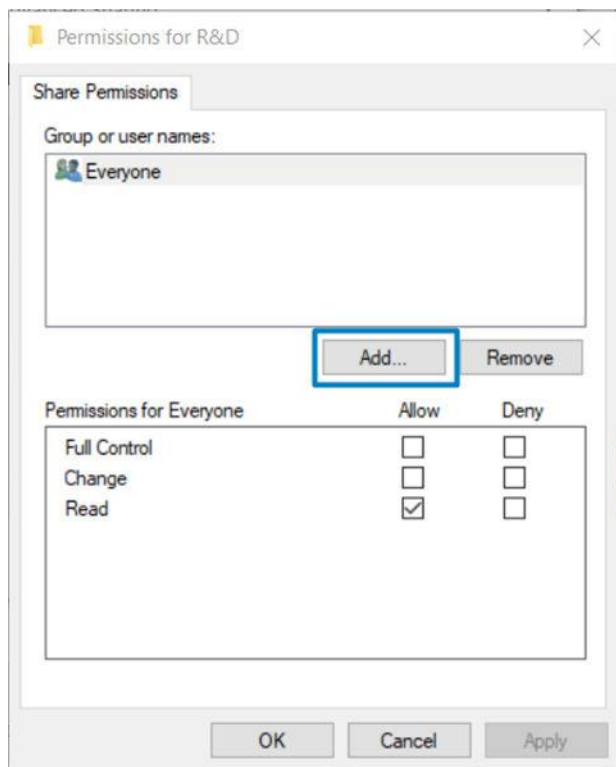 Permissions for R&D
Share Permissions
Group or user names:
Everyone
Add... Remove
Permissions for Everyone Allow Deny
Full Control
Change
Read
OK Cancel Apply